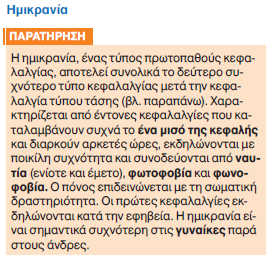 Ημικρανία
ΠΑΡΑΤΗΡΗΣΗ
Η ημικρανία, ένας τύπος πρωτοπαθούς κεφα-
λαλγίας, αποτελεί συνολικά το δεύτερο συ-
χνότερο τύπο κεφαλαλγίας μετά την κεφα-
λαλγία τύπου τάσης (βλ. παραπάνω). Χαρα-
κτηρίζεται από έντονες κεφαλαλγίες που κα-
ταλαμβάνουν συχνά το ένα μισό της κεφαλής
και διαρκούν αρκετές ώρες, εκδηλώνονται με
ποικίλη συχνότητα και συνοδεύονται από ναυ-
τία (ενίοτε και έμετο), φωτοφοβία και φωνο-
φοβία. Ο πόνος επιδεινώνεται με τη σωματική
δραστηριότητα. Οι πρώτες κεφαλαλγίες εκ-
δηλώνονται κατά την εφηβεία. Η ημικρανία εί-
ναι σημαντικά συχνότερη στις γυναίκες παρά
στους άνδρες.